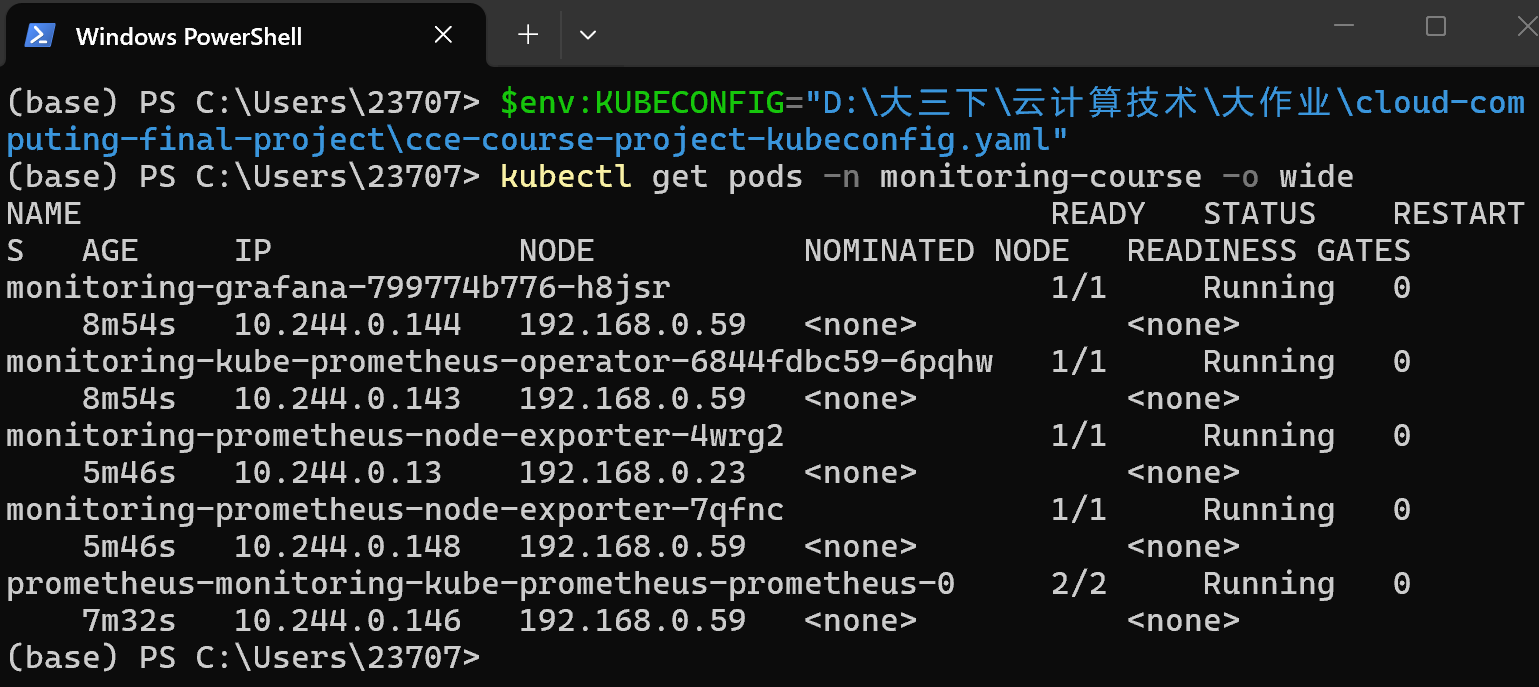 Windows PowerShell
(base) PS C:\Users\23707> $env:KUBECONFIG="D:\大三下\云计算技术\大作业\cloud-com
puting-final-project\cce-course-project-kubeconfig.yaml"
(base) PS C:\Users\23707> kubectl get pods -n monitoring-course -o wide
NAME                                                   READY   STATUS    RESTART
S   AGE     IP             NODE           NOMINATED NODE   READINESS GATES
monitoring-grafana-799774b776-h8jsr                    1/1     Running   0
    8m54s   10.244.0.144   192.168.0.59   <none>           <none>
monitoring-kube-prometheus-operator-6844fdbc59-6pqhw   1/1     Running   0
    8m54s   10.244.0.143   192.168.0.59   <none>           <none>
monitoring-prometheus-node-exporter-4wrg2              1/1     Running   0
    5m46s   10.244.0.13    192.168.0.23   <none>           <none>
monitoring-prometheus-node-exporter-7qfnc              1/1     Running   0
    5m46s   10.244.0.148   192.168.0.59   <none>           <none>
prometheus-monitoring-kube-prometheus-prometheus-0     2/2     Running   0
    7m32s   10.244.0.146   192.168.0.59   <none>           <none>
(base) PS C:\Users\23707>